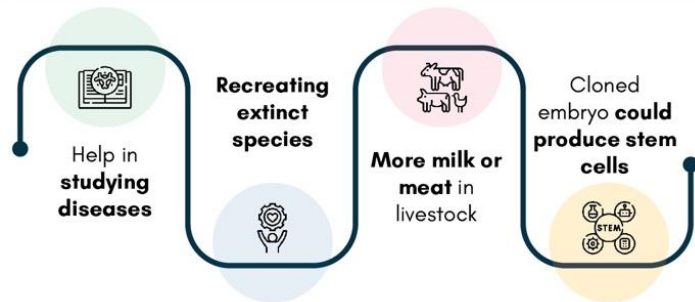 Help in
studying
diseases
Recreating
extinct
species
More milk or
meat in
livestock
Cloned
embryo could
produce stem
cells
STEM